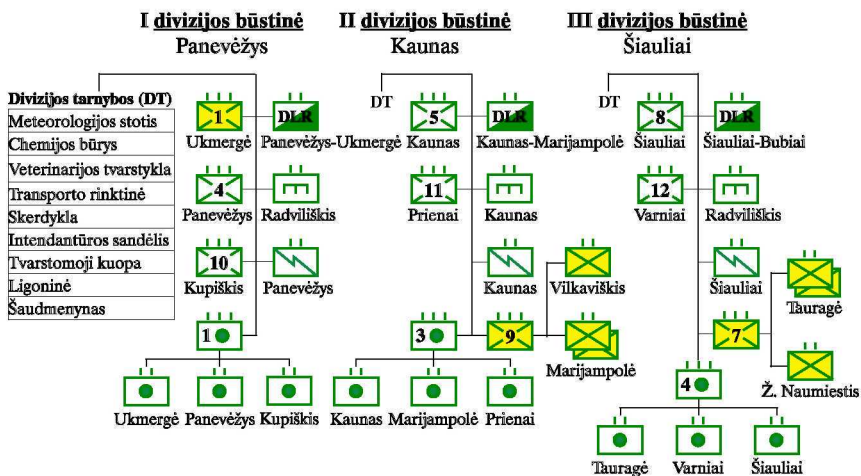 I divizijos būstinė
Panevėžys
II divizijos būstinė
Kaunas
III divizijos būstinė
Šiauliai
Divizijos tarnybos (DT)
Meteorologijos stotis
Chemijos būrys
Veterinarijos tvarstykla
Transporto rinktinė
Skerdykla
Intendantūros sandėlis
Tvarstomoji kuopa
Ligoninė
Šaudmenynas
1
DLR
Ukmergė
Panevėžys-Ukmergė
4
Panevėžys
Radviliškis
10
Kupiškis
Panevėžys
1
Ukmergė
Panevėžys
Kupiškis
DT
5
DLR
Kaunas
Kaunas-Marijampolė
11
Prienai
Kaunas
Kaunas
Vilkaviškis
3
9
Marijampolė
Kaunas
Marijampolė
Prienai
DT
8
DLR
Šiauliai
Šiauliai-Bubiai
12
Varniai
Radviliškis
Šiauliai
Tauragė
7
Ž. Naumiestis
4
Tauragė
Varniai
Šiauliai